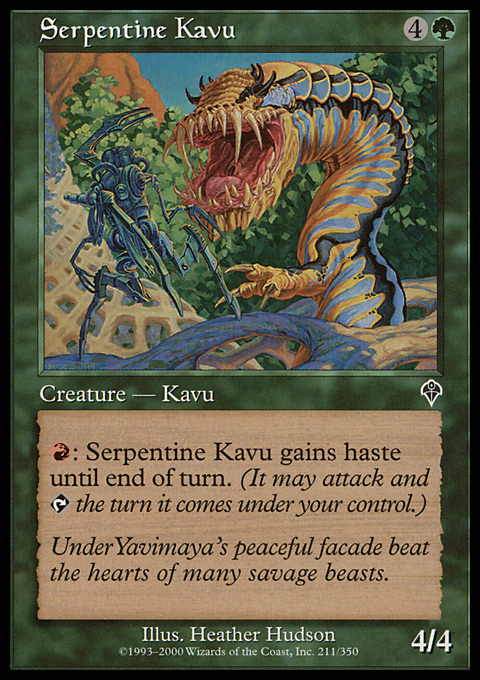 Serpentine Kavu 4
Creature — Kavu
: Serpentine Kavu gains haste
until end of turn. (It may attack and
the turn it comes under your control.)
Under Yavimaya's peaceful facade beat
the hearts of many savage beasts.
Illus. Heather Hudson
4/4
©1993–2000 Wizards of the Coast, Inc. 211/350